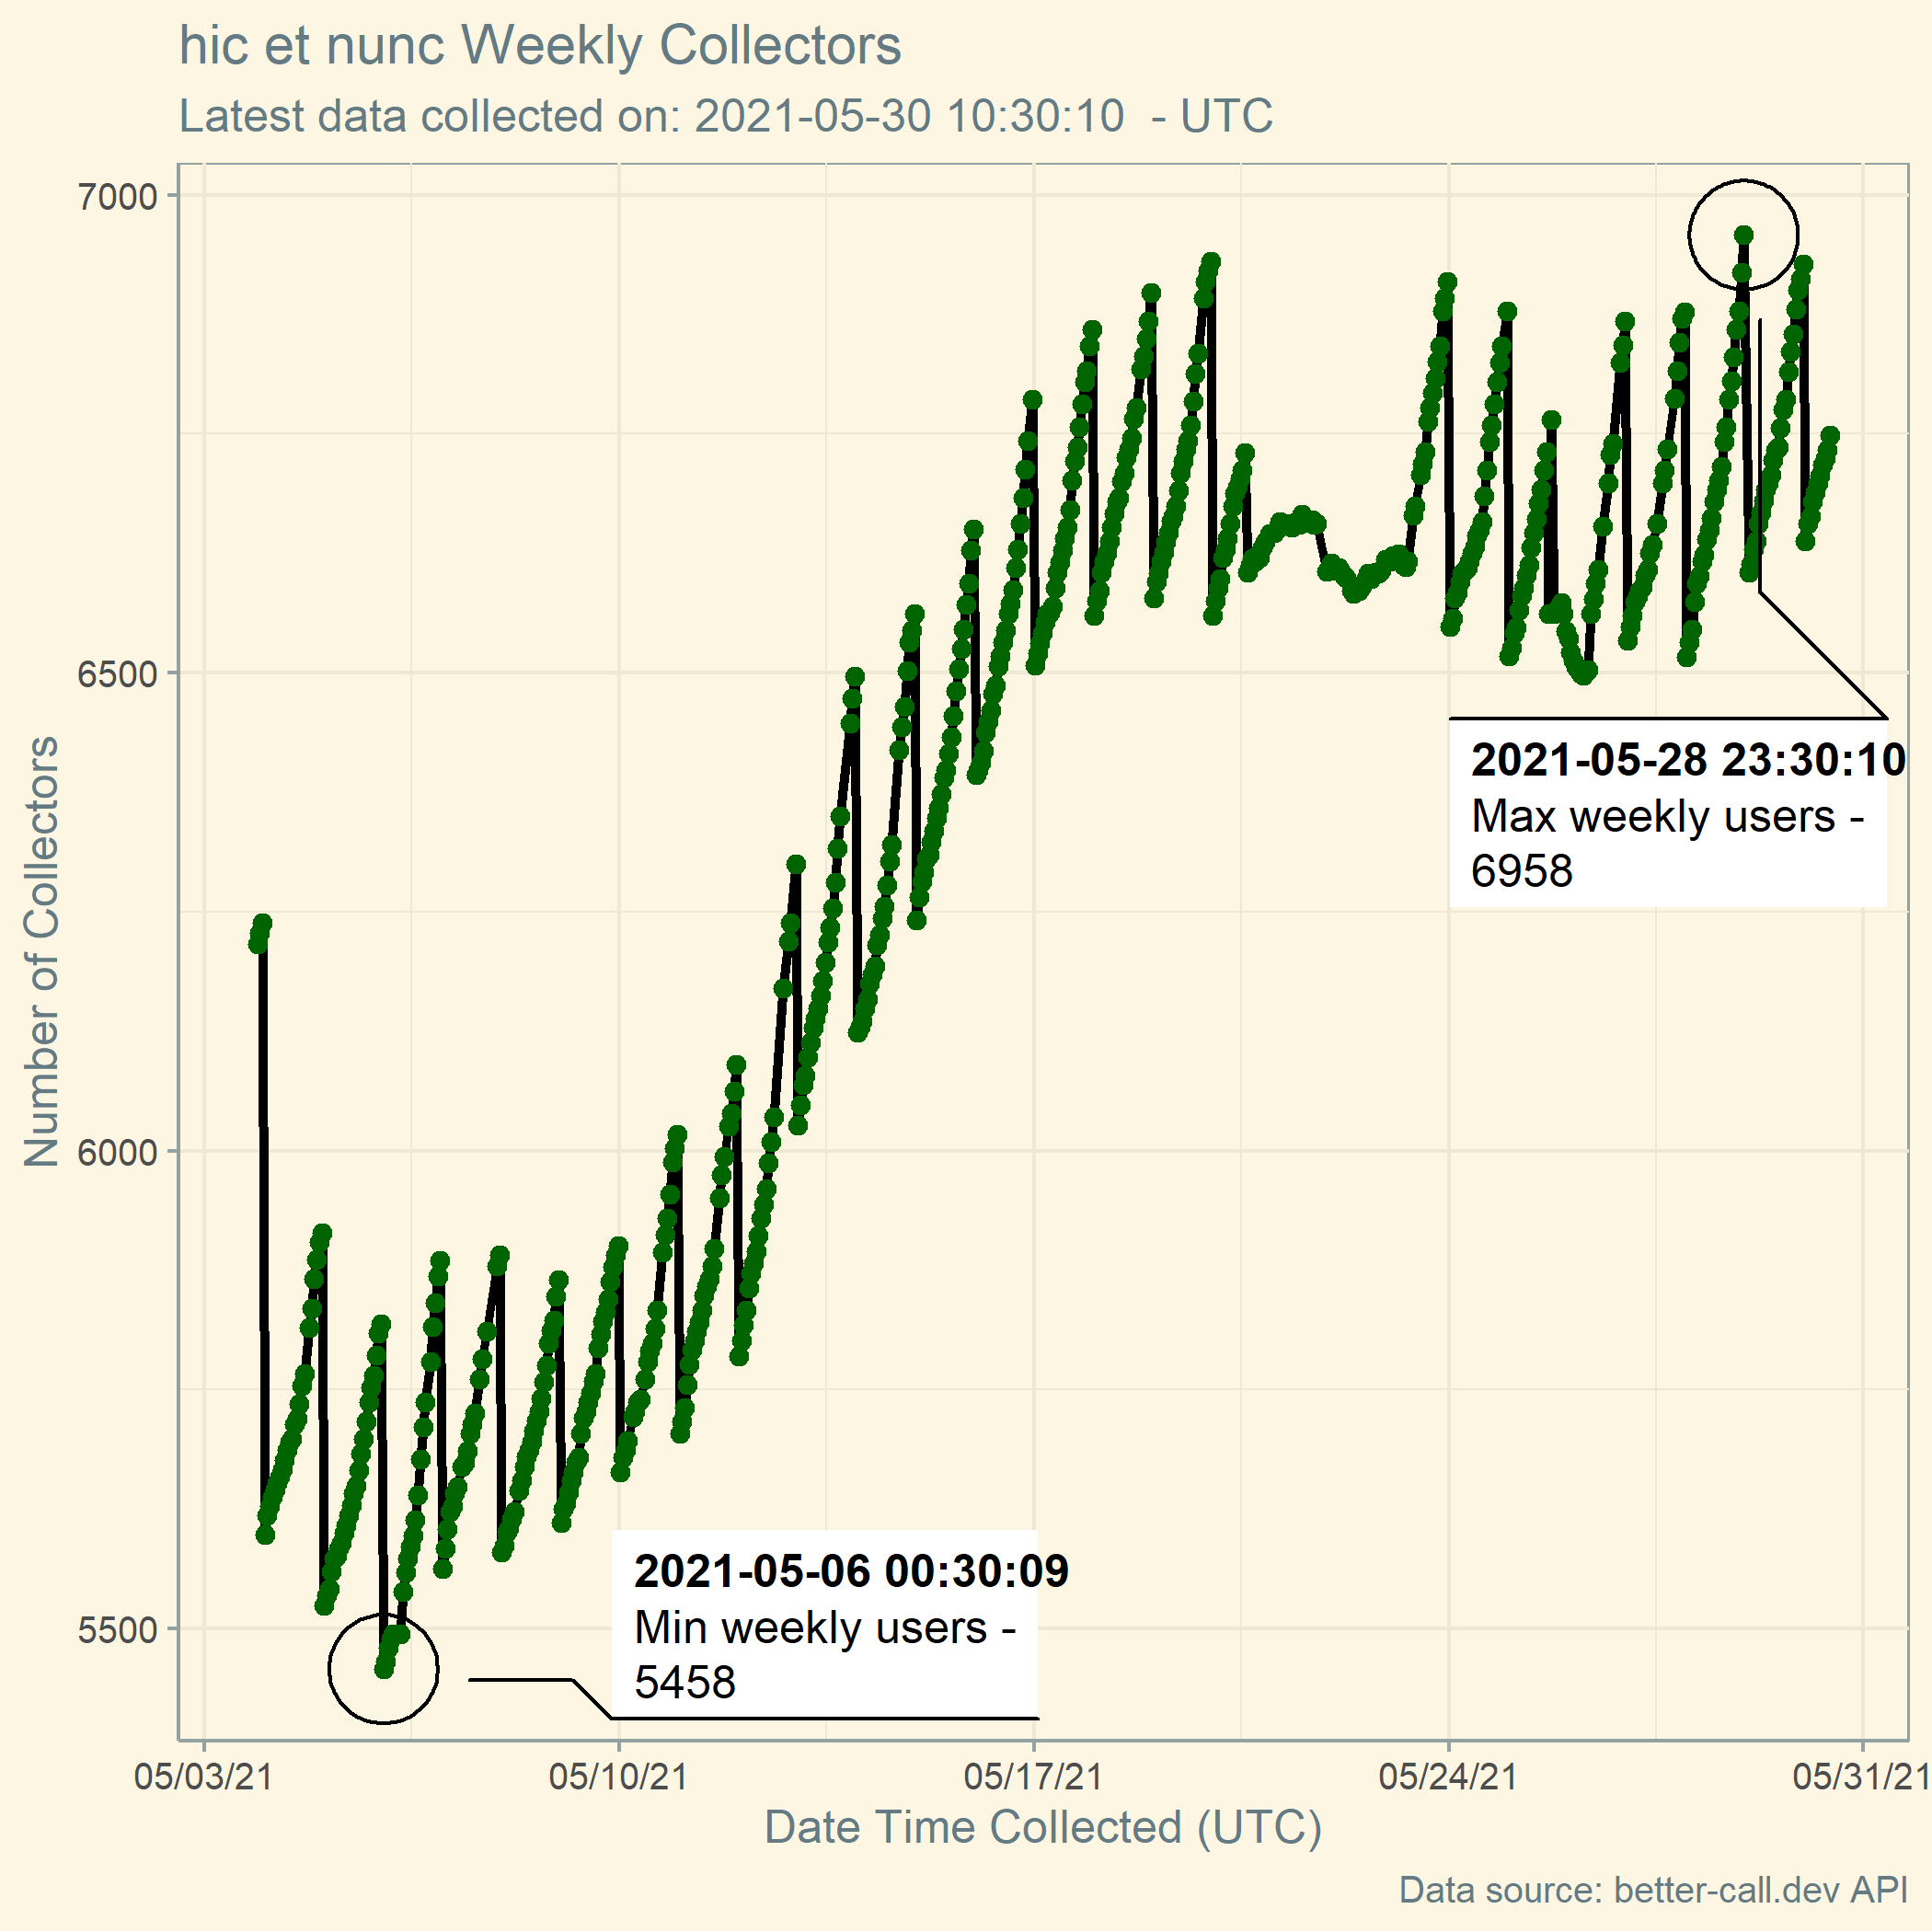 hic et nunc Weekly Collectors
Latest data collected on: 2021-05-30 10:30:10  - UTC
Number of Collectors
7000
6500
6000
5500
2021-05-28 23:30:10
Max weekly users -
6958
2021-05-06 00:30:09
Min weekly users -
5458
05/03/21
05/10/21
05/17/21
05/24/21
05/31/21
Date Time Collected (UTC)
Data source: better-call.dev API